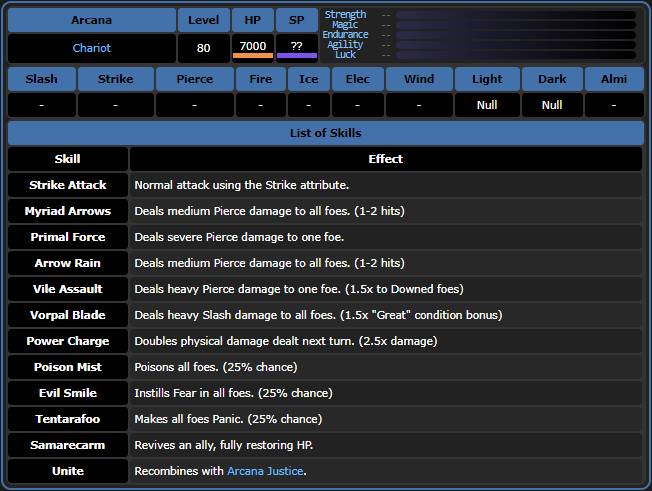 Arcana Level HP SP
Chariot 80 7000 ??
Strength --
Magic --
Endurance --
Agility --
Luck --
Slash Strike Pierce Fire Ice Elec Wind Light Dark Almi
- - - - - - - Null Null -
List of Skills
Skill Effect
Strike Attack Normal attack using the Strike attribute.
Myriad Arrows Deals medium Pierce damage to all foes. (1-2 hits)
Primal Force Deals severe Pierce damage to one foe.
Arrow Rain Deals medium Pierce damage to all foes. (1-2 hits)
Vile Assault Deals heavy Pierce damage to one foe. (1.5x to Downed foes)
Vorpal Blade Deals heavy Slash damage to all foes. (1.5x "Great" condition bonus)
Power Charge Doubles physical damage dealt next turn. (2.5x damage)
Poison Mist Poisons all foes. (25% chance)
Evil Smile Instills Fear in all foes. (25% chance)
Tentarafoo Makes all foes Panic. (25% chance)
Samarecarm Revives an ally, fully restoring HP.
Unite Recombines with Arcana Justice.